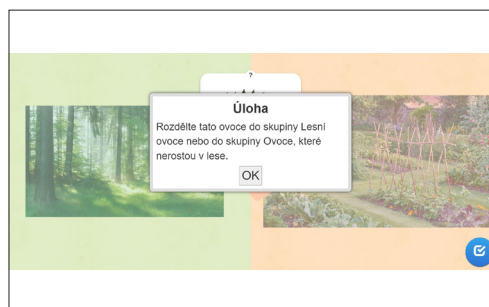 ?
Úloha
Rozdělte tato ovoce do skupiny Lesní
ovoce nebo do skupiny Ovoce, které
nerostou v lese.
OK